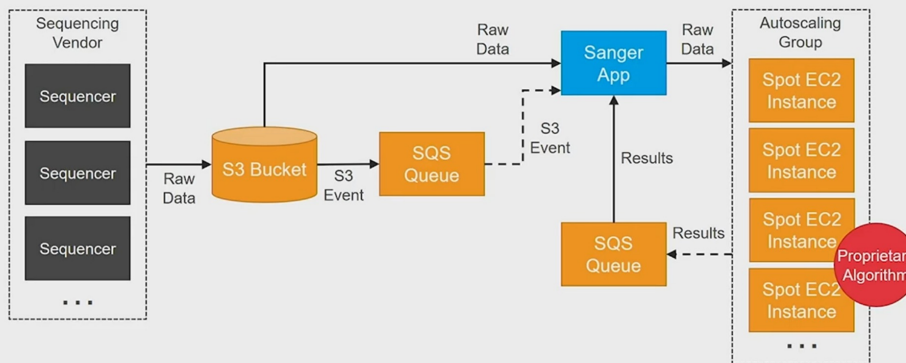 Sequencing
Vendor
Sequencer
Sequencer
Sequencer
...
Raw
Data
S3 Bucket
S3
Event
SQS
Queue
S3
Event
Raw
Data
Sanger
App
Raw
Data
Results
SQS
Queue
Results
Autoscaling
Group
Spot EC2
Instance
Spot EC2
Instance
Spot EC2
Instance
Spot EC2
Instance
...
Proprietar
Algorithm